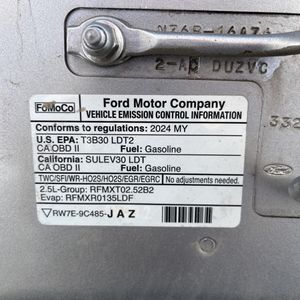 2-AD DUZVC
332
FoMoCo
Ford Motor Company
VEHICLE EMISSION CONTROL INFORMATION
Conforms to regulations: 2024 MY
U.S. EPA: T3B30 LDT2
CA OBD II Fuel: Gasoline
California: SULEV30 LDT
CA OBD II Fuel: Gasoline
TWC/SFI/WR-HO2S/HO2S/EGR/EGRC No adjustments needed.
2.5L-Group: RFMXT02.52B2
Evap: RFMXR0135LDF
RW7E-9C485-J A Z